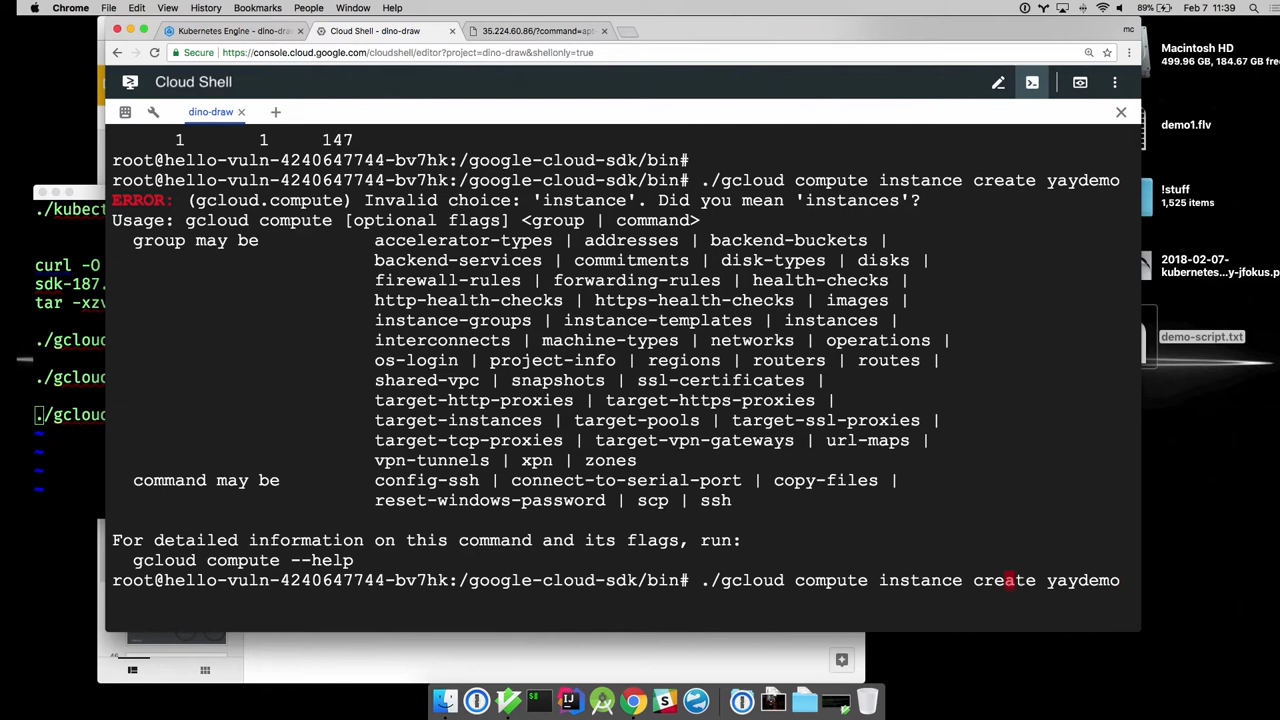 Chrome File Edit View History Bookmarks People Window Help 89% Feb 7 11:39
Kubernetes Engine - dino-draw
Cloud Shell - dino-draw
35.224.60.86/?command=apt
mc
Secure https://console.cloud.google.com/cloudshell/editor?project=dino-draw&shellonly=true
Cloud Shell
dino-draw
1 1 147
root@hello-vuln-4240647744-bv7hk:/google-cloud-sdk/bin#
root@hello-vuln-4240647744-bv7hk:/google-cloud-sdk/bin# ./gcloud compute instance create yaydemo
ERROR: (gcloud.compute) Invalid choice: 'instance'. Did you mean 'instances'?
Usage: gcloud compute [optional flags] <group | command>
group may be accelerator-types | addresses | backend-buckets |
backend-services | commitments | disk-types | disks |
firewall-rules | forwarding-rules | health-checks |
http-health-checks | https-health-checks | images |
instance-groups | instance-templates | instances |
interconnects | machine-types | networks | operations |
os-login | project-info | regions | routers | routes |
shared-vpc | snapshots | ssl-certificates |
target-http-proxies | target-https-proxies |
target-instances | target-pools | target-ssl-proxies |
target-tcp-proxies | target-vpn-gateways | url-maps |
vpn-tunnels | xpn | zones
command may be config-ssh | connect-to-serial-port | copy-files |
reset-windows-password | scp | ssh
For detailed information on this command and its flags, run:
gcloud compute --help
root@hello-vuln-4240647744-bv7hk:/google-cloud-sdk/bin# ./gcloud compute instance create yaydemo
./kubect
curl -O
sdk-187.
tar -xzv
./gclou
./gclou
./gclou
~
~
~
~
Macintosh HD
499.96 GB, 184.67 GB fre
demo1.flv
!stuff
1,525 items
2018-02-07-
kubernetes...y-jfokus.p
demo-script.txt